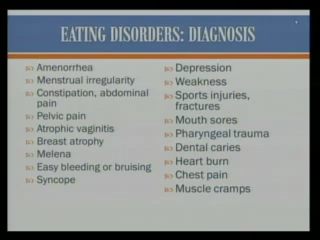 EATING DISORDERS: DIAGNOSIS
Amenorrhea
Menstrual irregularity
Constipation, abdominal
pain
Pelvic pain
Atrophic vaginitis
Breast atrophy
Melena
Easy bleeding or bruising
Syncope
Depression
Weakness
Sports injuries,
fractures
Mouth sores
Pharyngeal trauma
Dental caries
Heart burn
Chest pain
Muscle cramps